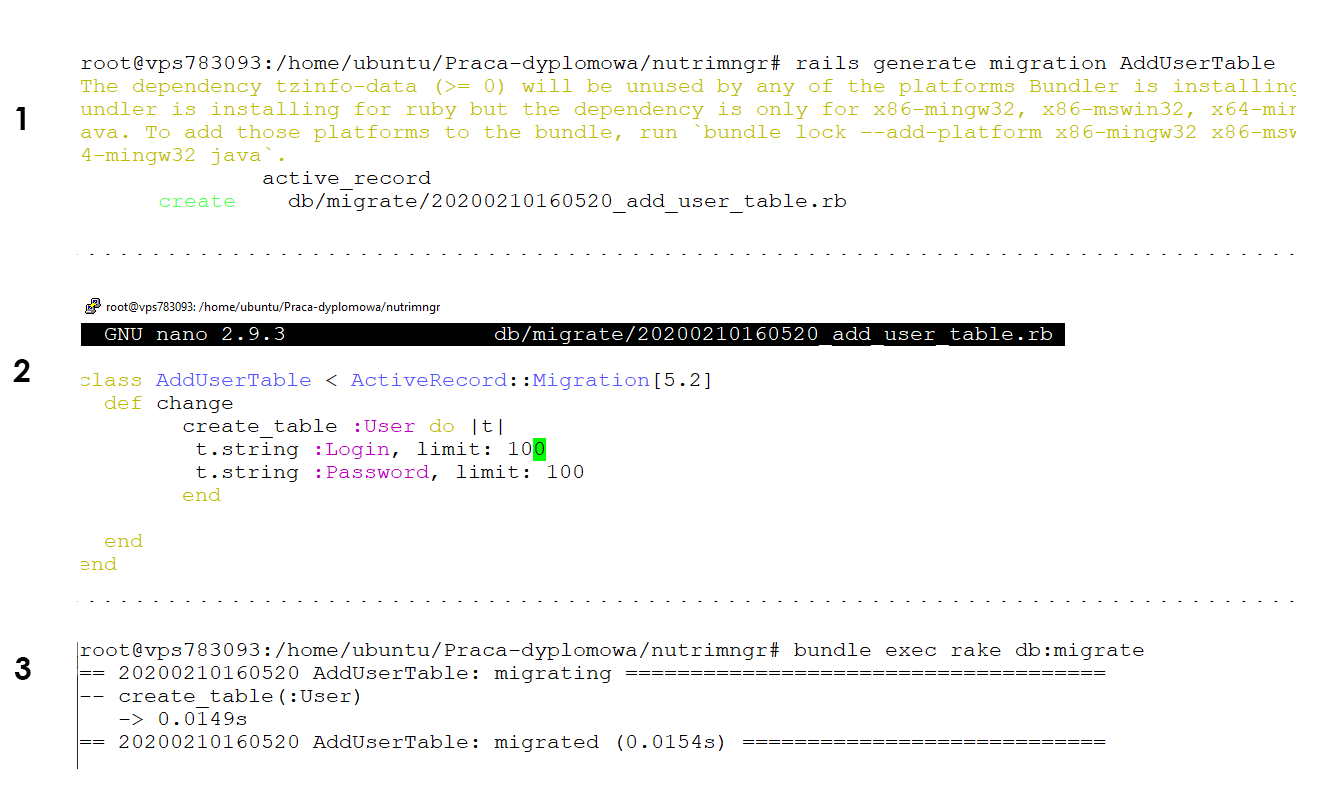 root@vps783093:/home/ubuntu/Praca-dyplomowa/nutrimngr# rails generate migration AddUserTable
The dependency tzinfo-data (>= 0) will be unused by any of the platforms Bundler is installing
1
undler is installing for ruby but the dependency is only for x86-mingw32, x86-mswin32, x64-min
ava. To add those platforms to the bundle, run `bundle lock --add-platform x86-mingw32 x86-msw
4-mingw32 java`.
active_record
create db/migrate/20200210160520_add_user_table.rb
root@vps783093: /home/ubuntu/Praca-dyplomowa/nutrimngr
GNU nano 2.9.3 db/migrate/20200210160520_add_user_table.rb
2
class AddUserTable < ActiveRecord::Migration[5.2]
def change
create_table :User do |t|
t.string :Login, limit: 100
t.string :Password, limit: 100
end
end
end
root@vps783093:/home/ubuntu/Praca-dyplomowa/nutrimngr# bundle exec rake db:migrate
3
== 20200210160520 AddUserTable: migrating =====================================
-- create_table(:User)
-> 0.0149s
== 20200210160520 AddUserTable: migrated (0.0154s) ============================